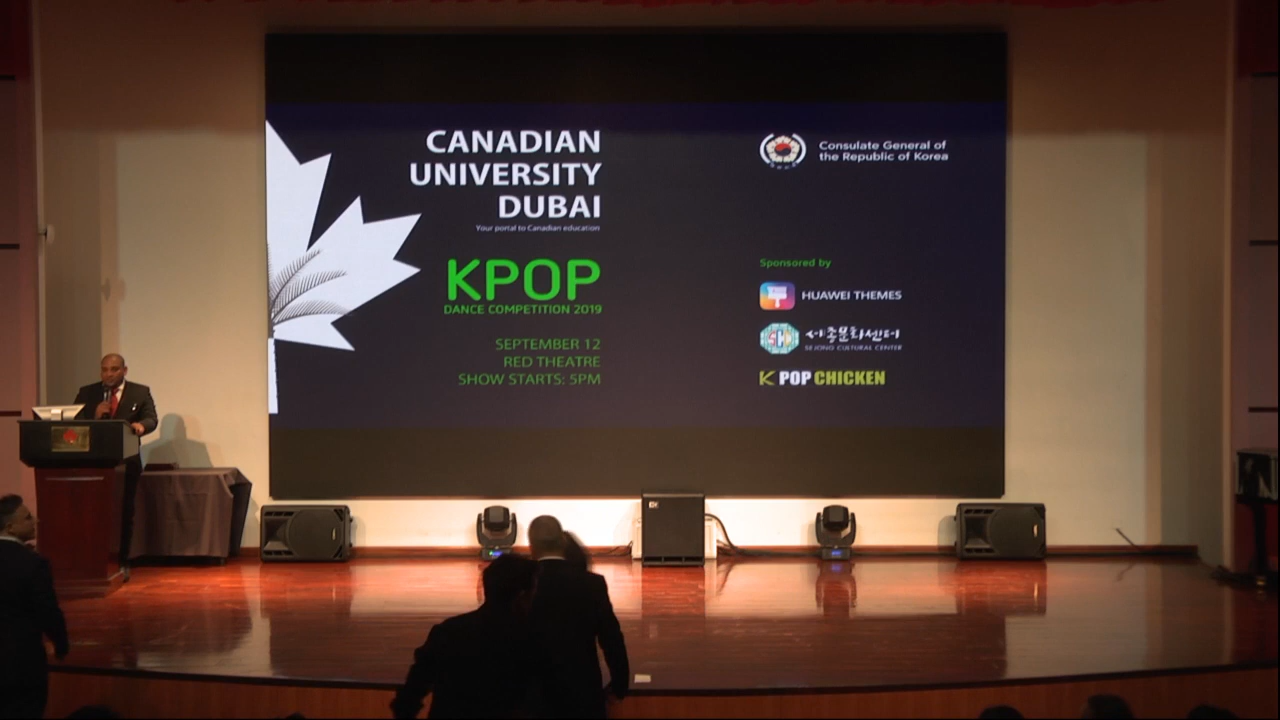 CANADIAN
UNIVERSITY
DUBAI
Your portal to Canadian education
KPOP
DANCE COMPETITION 2019
SEPTEMBER 12
RED THEATRE
SHOW STARTS: 5PM
Consulate General of
the Republic of Korea
Sponsored by
HUAWEI THEMES
SHC
세종문화센터
SEJONG CULTURAL CENTER
K POP CHICKEN